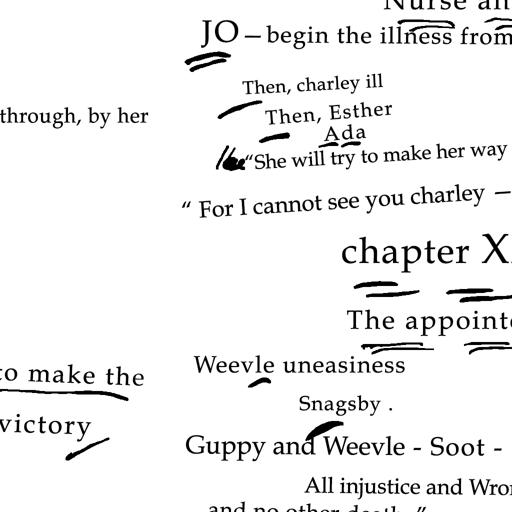 Nurse an
JO – begin the illness from
Then, charley ill
through, by her
Then, Esther
Ada
"She will try to make her way
" For I cannot see you charley –
chapter X
The appoint
Weevle uneasiness
to make the
Snagsby .
victory
Guppy and Weevle - Soot -
All injustice and Wro
and no other death. "